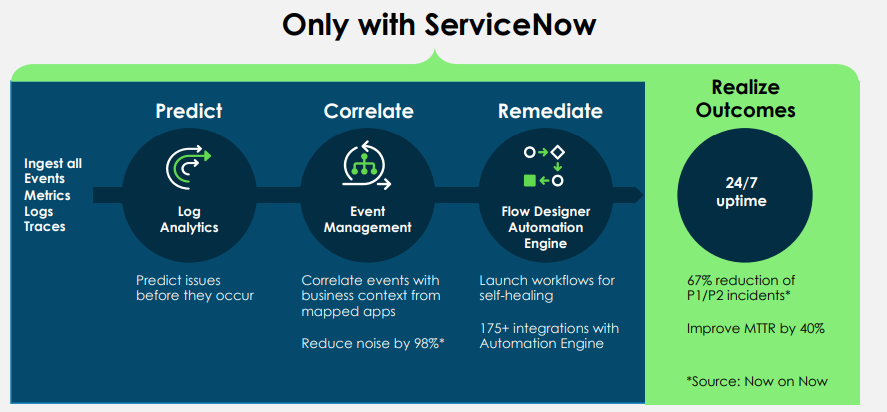 Only with ServiceNow
Predict
Correlate
Remediate
Realize
Outcomes
Ingest all
Events
Metrics
Logs
Traces
Log
Analytics
Event
Management
Flow Designer
Automation
Engine
24/7
uptime
Predict issues
before they occur
Correlate events with
business context from
mapped apps
Reduce noise by 98%*
Launch workflows for
self-healing
175+ integrations with
Automation Engine
67% reduction of
P1/P2 incidents*
Improve MTTR by 40%
*Source: Now on Now